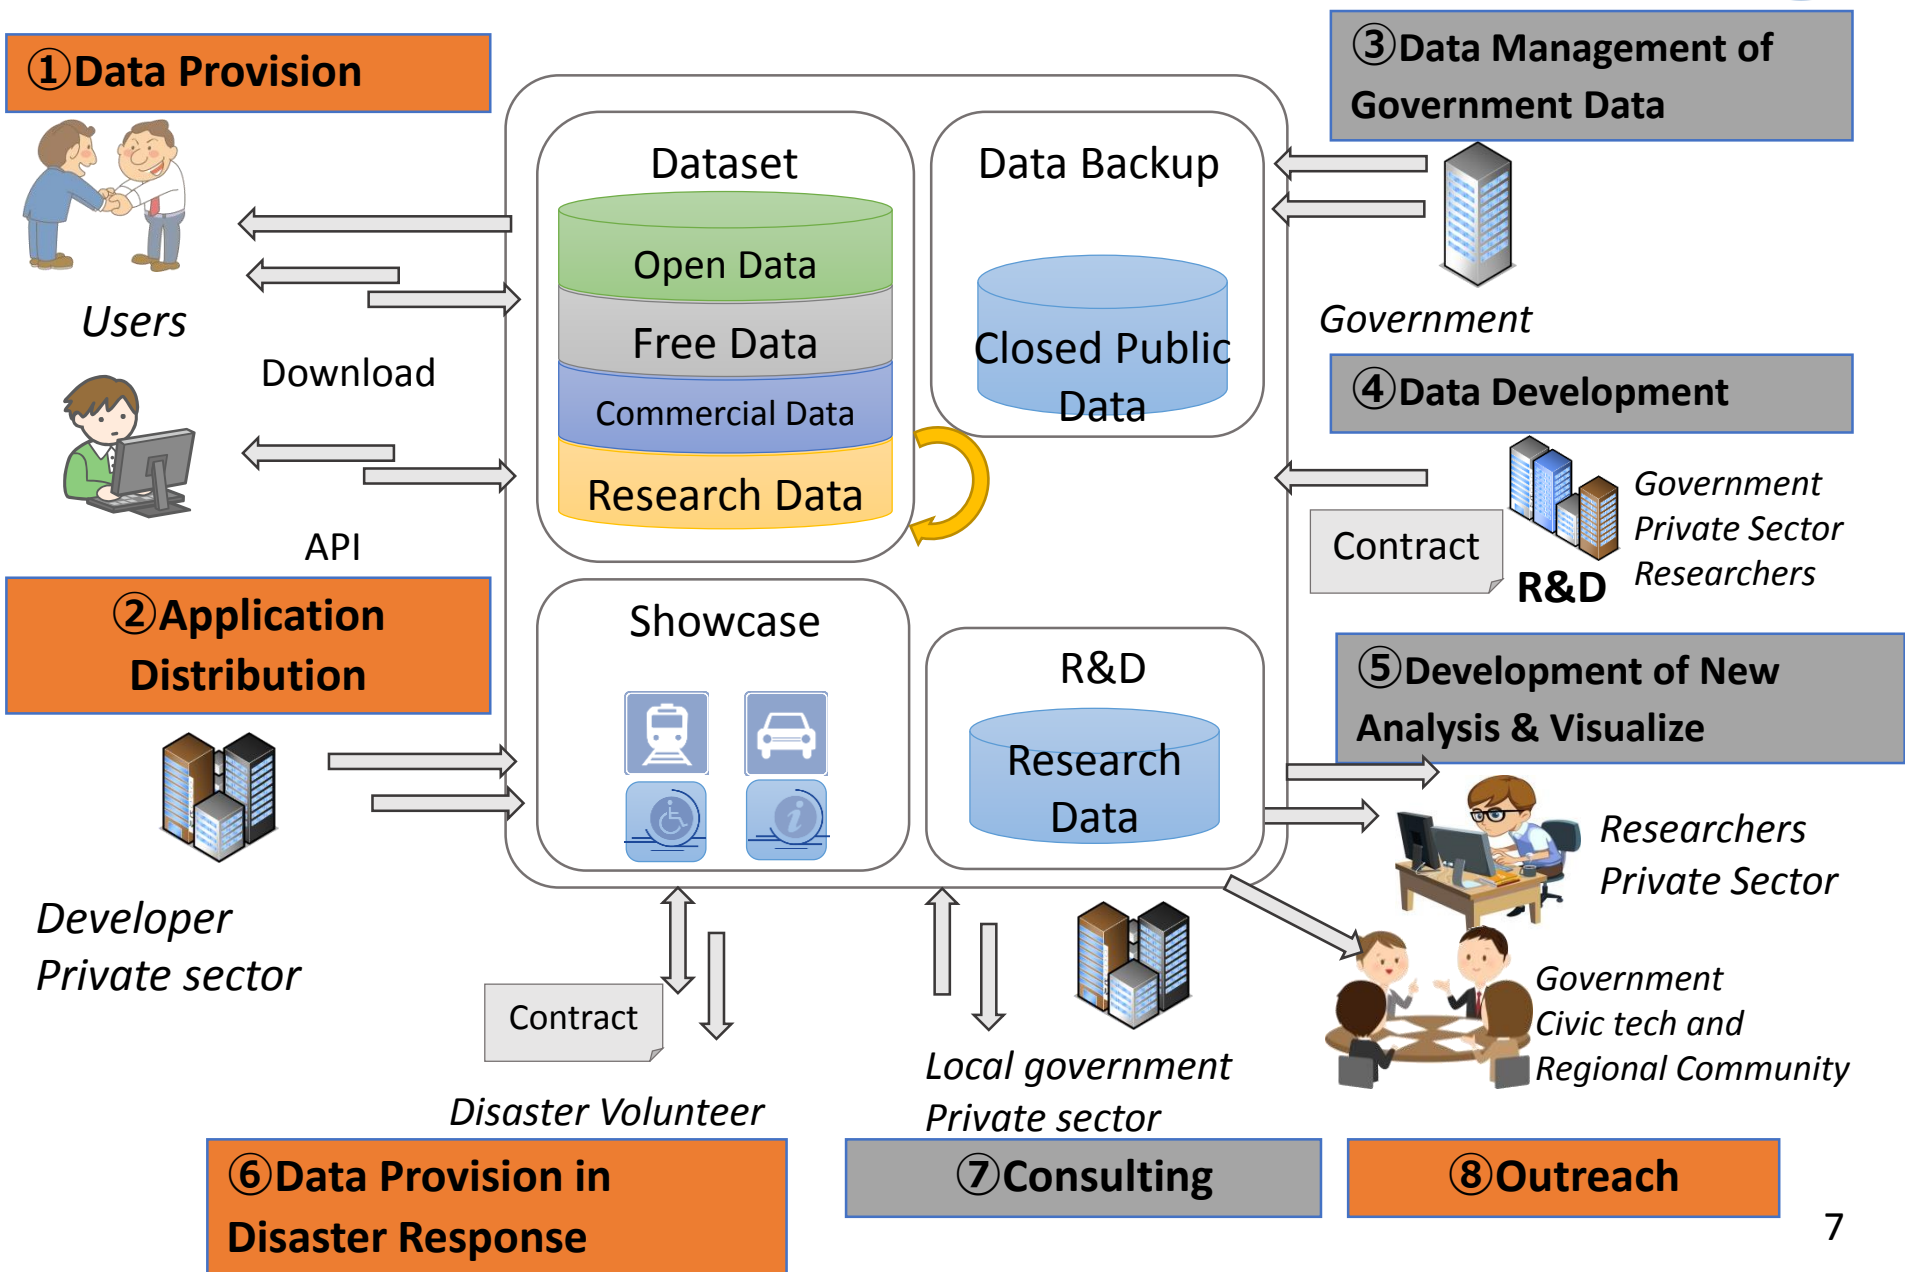 ①Data Provision
Users
Download
API
②Application
Distribution
Developer
Private sector
Dataset
Open Data
Free Data
Commercial Data
Research Data
Data Backup
Closed Public
Data
Showcase
R&D
Research
Data
③Data Management of
Government Data
Government
④Data Development
Contract
R&D
Government
Private Sector
Researchers
⑤Development of New
Analysis & Visualize
Researchers
Private Sector
Government
Civic tech and
Regional Community
Contract
Disaster Volunteer
⑥Data Provision in
Disaster Response
Local government
Private sector
⑦Consulting
⑧Outreach
7